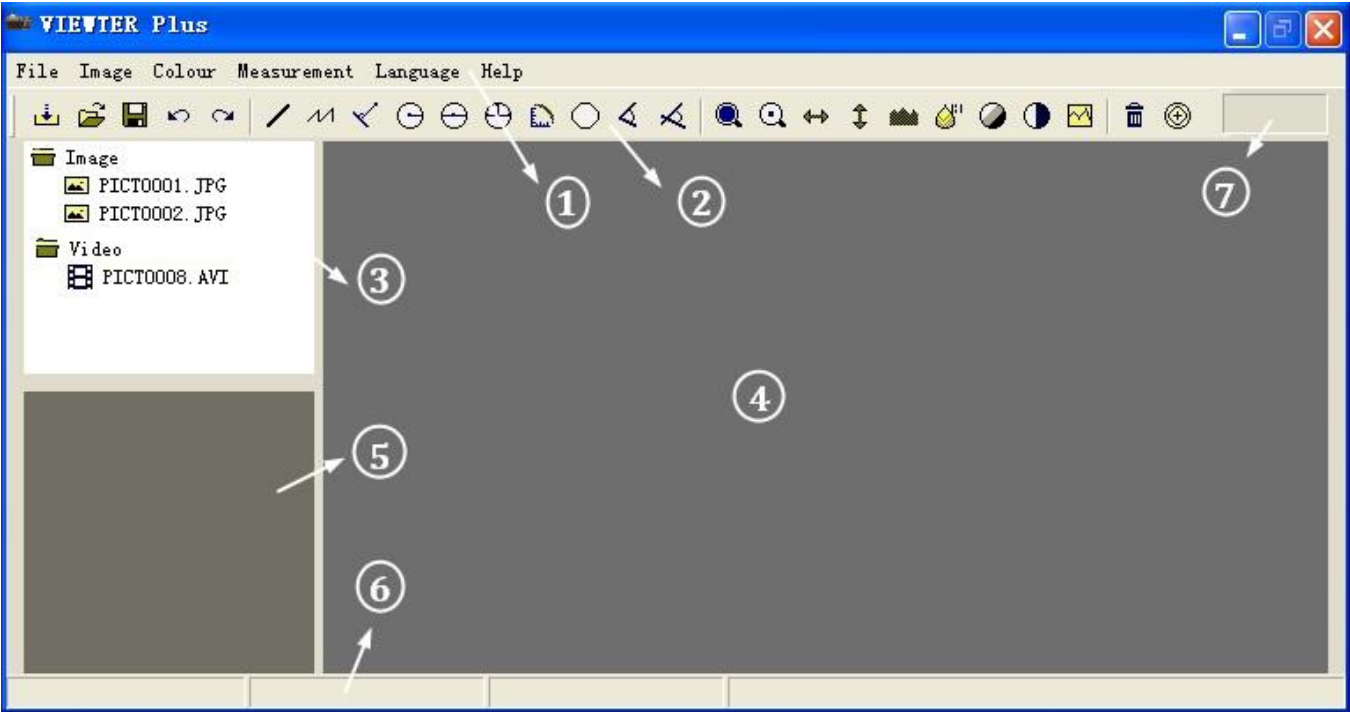 VIEWTER Plus
File Image Colour Measurement Language Help
Image
PICT0001.JPG
PICT0002.JPG
Video
PICT0008.AVI
1
2
7
3
4
5
6